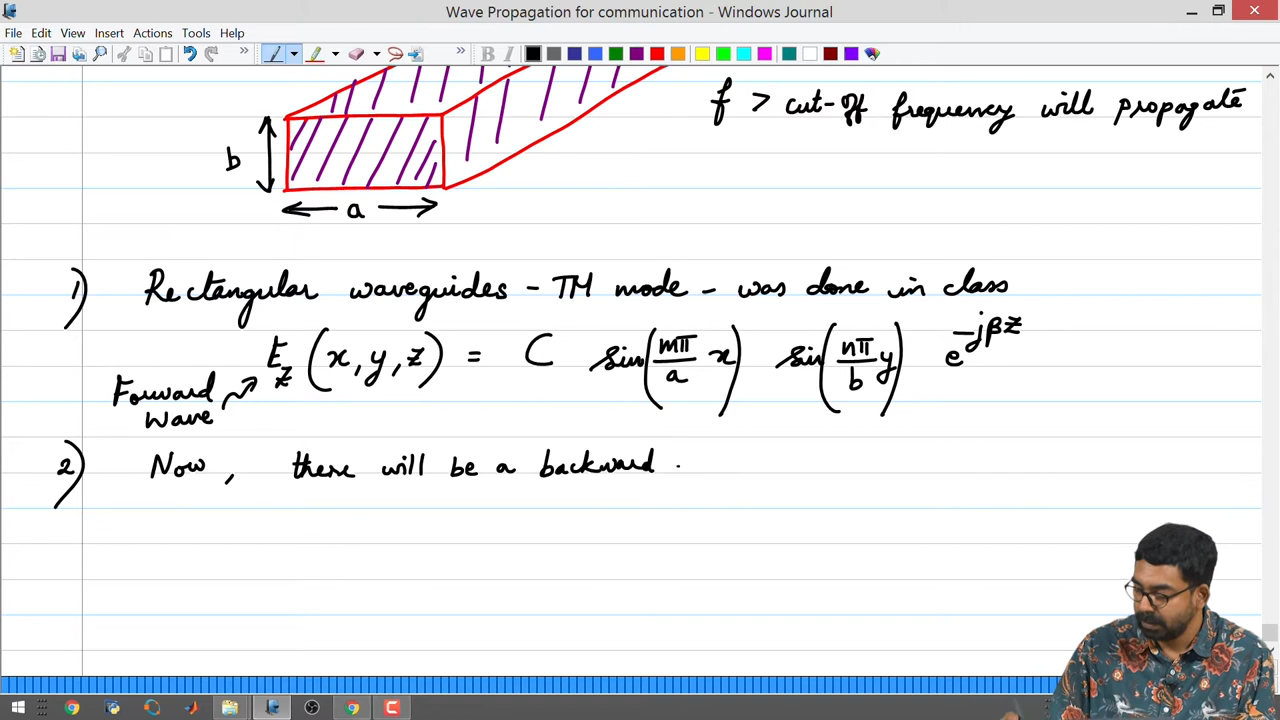 Wave Propagation for communication - Windows Journal
File Edit View Insert Actions Tools Help
f > cut-off frequency will propagate
b
a
1) Rectangular waveguides - TM mode - was done in class
E_z (x, y, z) = C sin(mπ/a x) sin(nπ/b y) e^{-jβz}
Forward
Wave
2) Now, there will be a backward